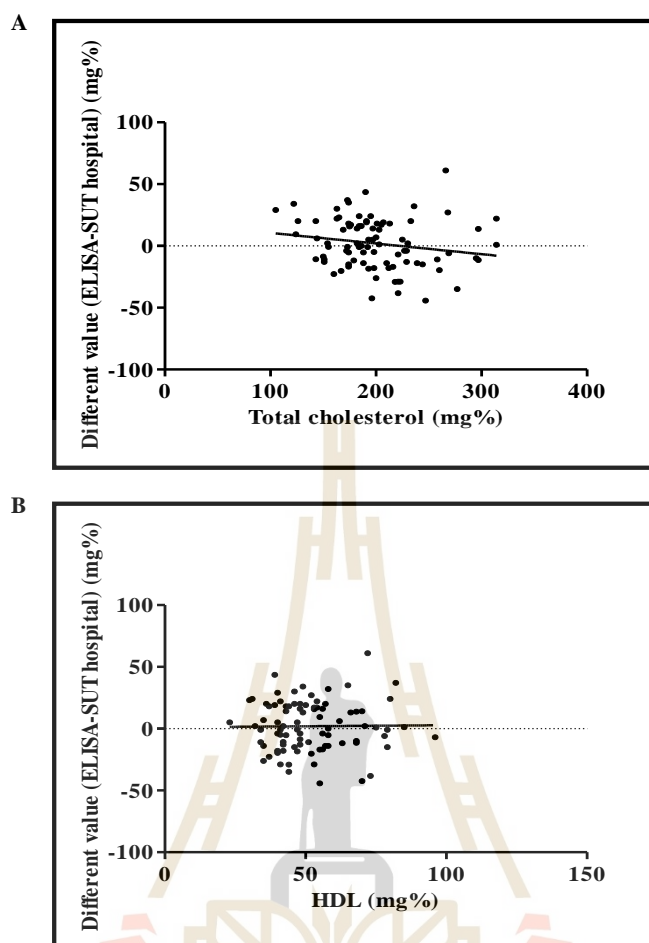 A
Different value (ELISA-SUT hospital) (mg%)
100
50
0
-50
-100
0 100 200 300 400
Total cholesterol (mg%)
B
Different value (ELISA-SUT hospital) (mg%)
100
50
0
-50
-100
0 50 100 150
HDL (mg%)